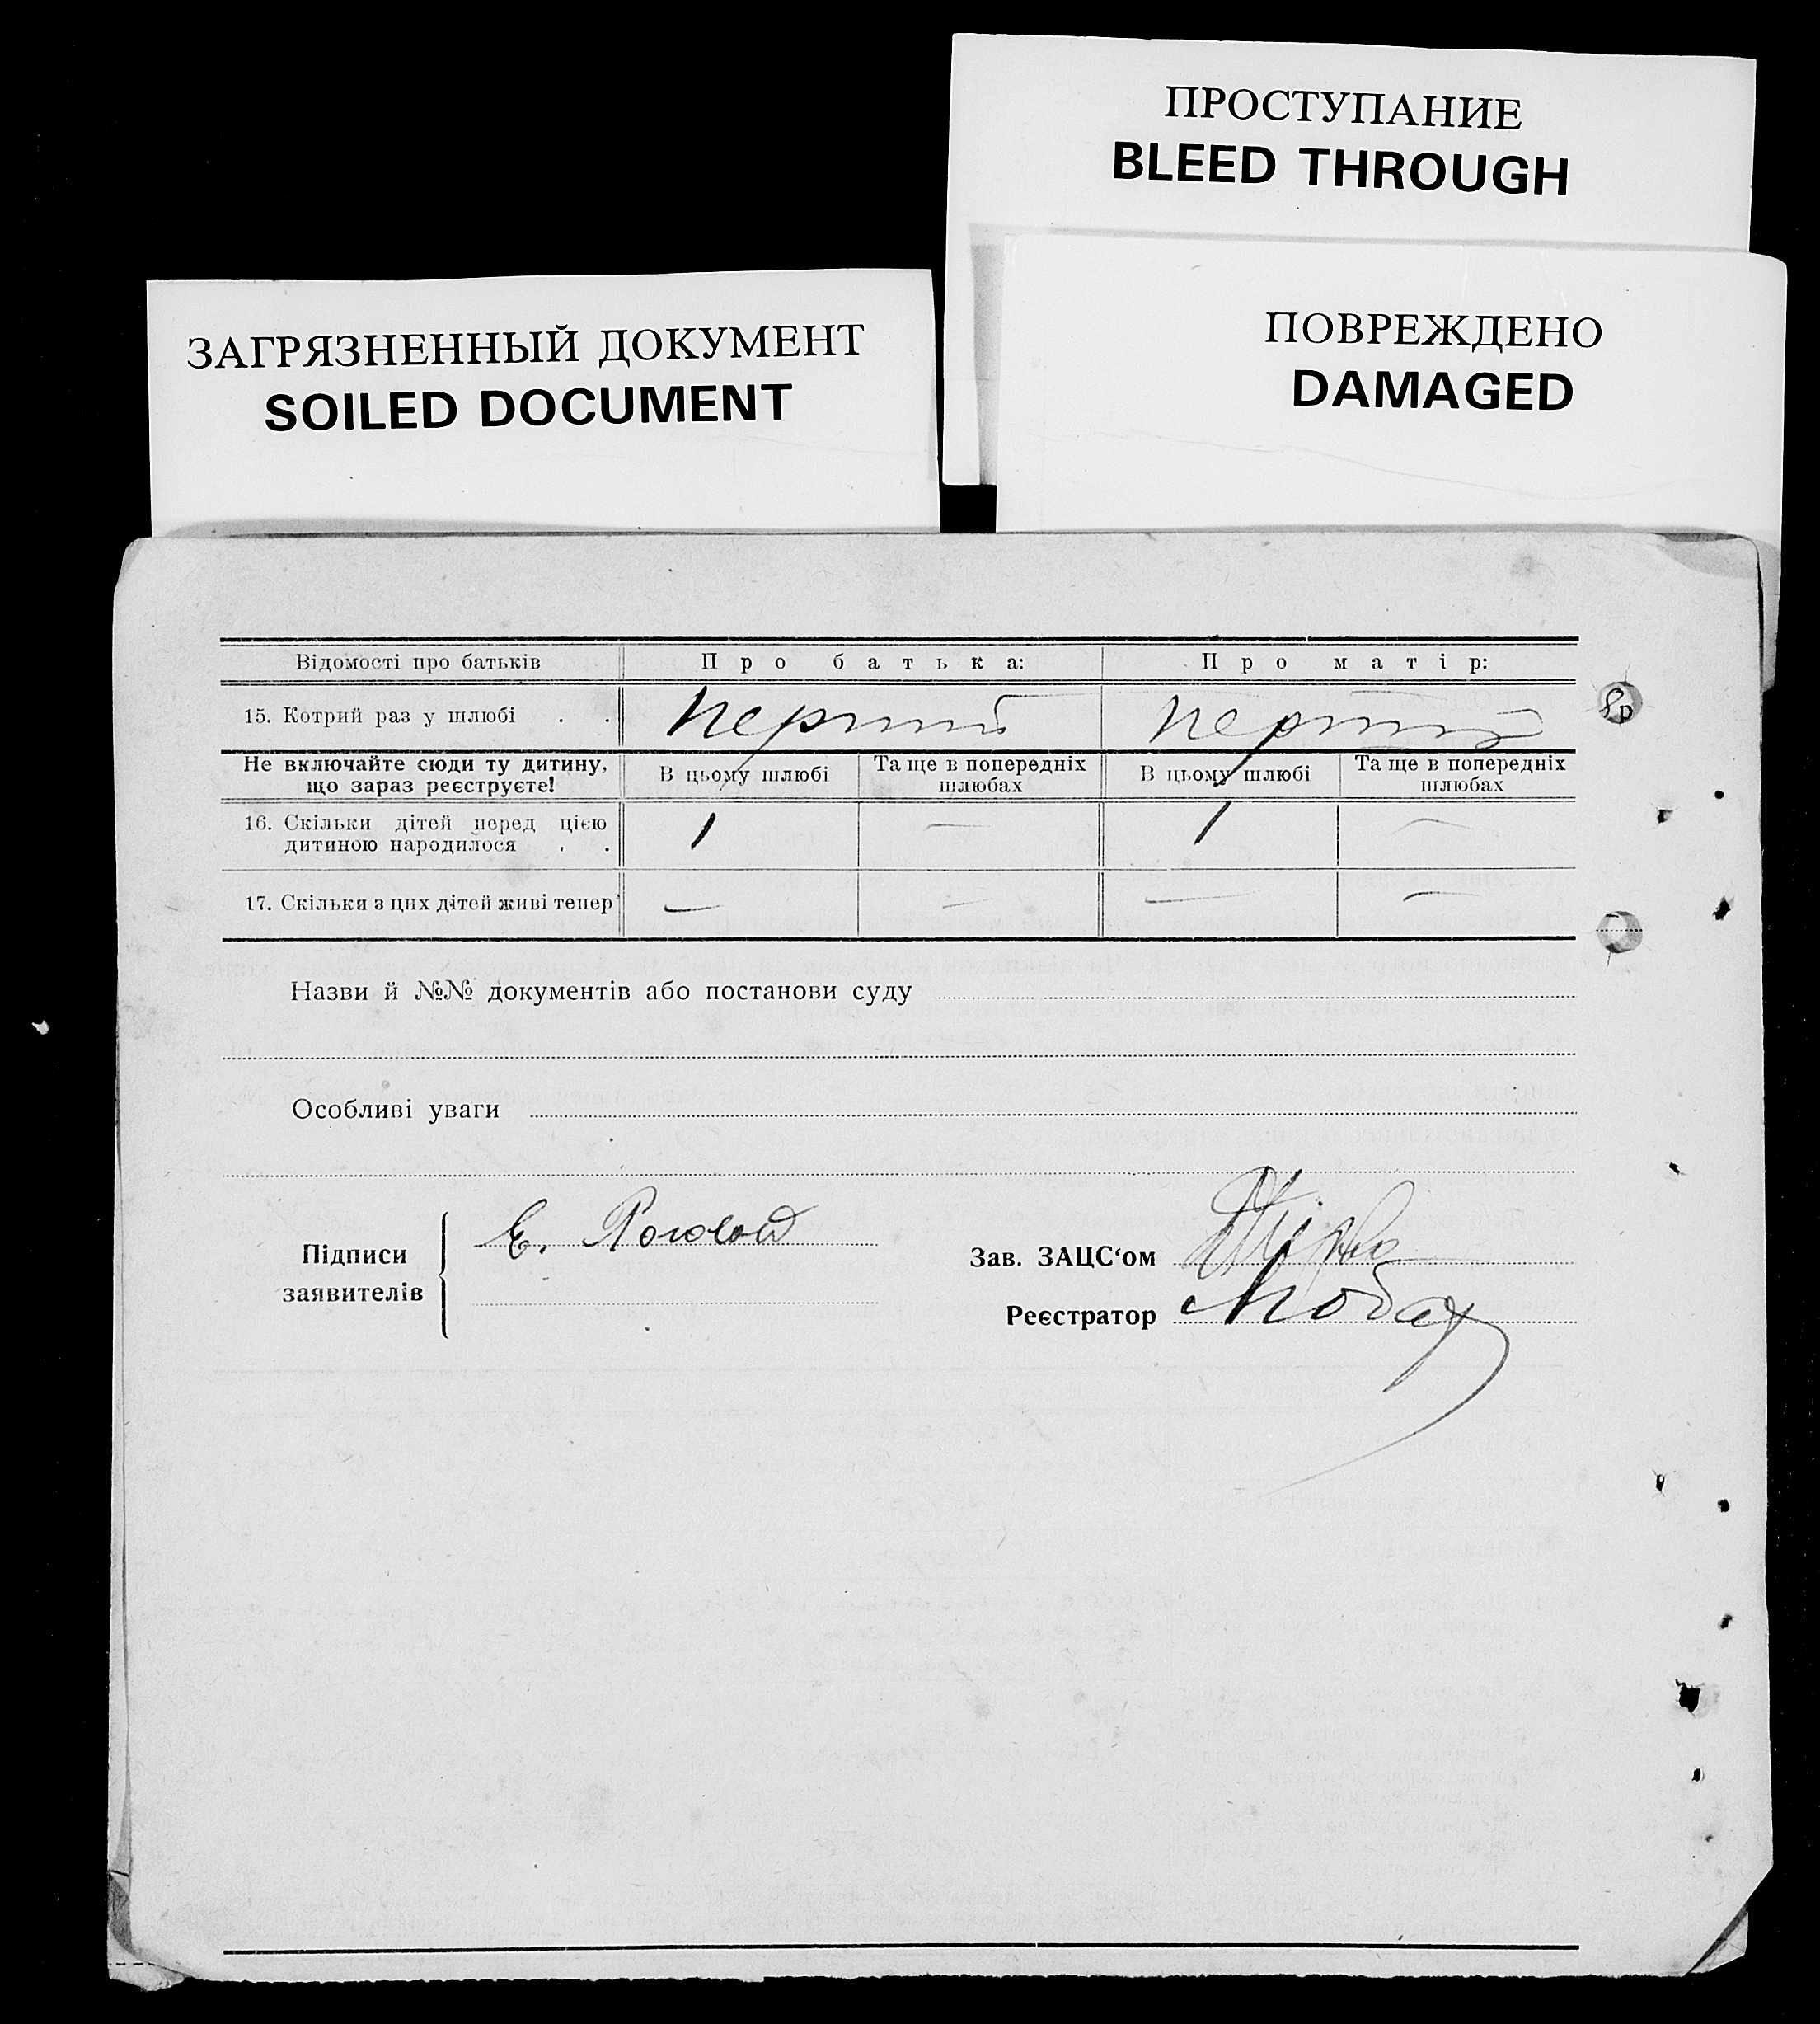 ПРОСТУПАНИЕ
BLEED THROUGH
ЗАГРЯЗНЕННЫЙ ДОКУМЕНТ
SOILED DOCUMENT
ПОВРЕЖДЕНО
DAMAGED
Відомості про батьків Про батька: Про матір:
15. Котрий раз у шлюбі . . перший перший
Не включайте сюди ту дитину, що зараз реєструєте! В цьому шлюбі Та ще в попередніх шлюбах В цьому шлюбі Та ще в попередніх шлюбах
16. Скільки дітей перед цією
дитиною народилося . . 1 — 1 —
17. Скільки з цих дітей живі тепер — — — —
Назви й №№ документів або постанови суду
Особливі уваги
Підписи
заявителів
Е.
Зав. ЗАЦС‘ом
Реєстратор